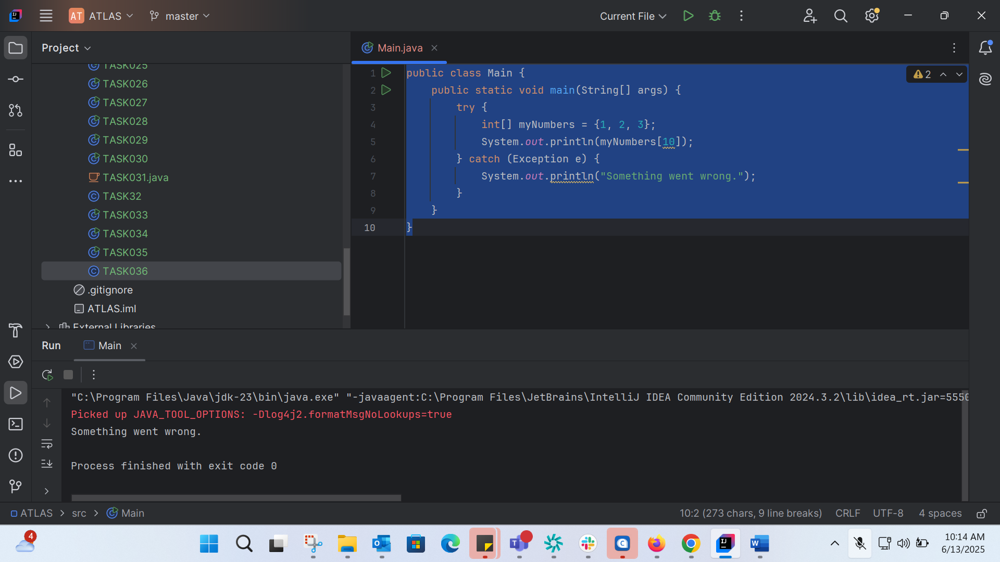 AT ATLAS master Current File
Project
Main.java
TASK025
TASK026
TASK027
TASK028
TASK029
TASK030
TASK031.java
TASK32
TASK033
TASK034
TASK035
TASK036
.gitignore
ATLAS.iml
External Libraries
2
1 public class Main {
2 public static void main(String[] args) {
3 try {
4 int[] myNumbers = {1, 2, 3};
5 System.out.println(myNumbers[10]);
6 } catch (Exception e) {
7 System.out.println("Something went wrong.");
8 }
9 }
10 }
Run Main
"C:\Program Files\Java\jdk-23\bin\java.exe" "-javaagent:C:\Program Files\JetBrains\IntelliJ IDEA Community Edition 2024.3.2\lib\idea_rt.jar=5550
Picked up JAVA_TOOL_OPTIONS: -Dlog4j2.formatMsgNoLookups=true
Something went wrong.
Process finished with exit code 0
ATLAS > src > Main 10:2 (273 chars, 9 line breaks) CRLF UTF-8 4 spaces
4
10:14 AM
6/13/2025